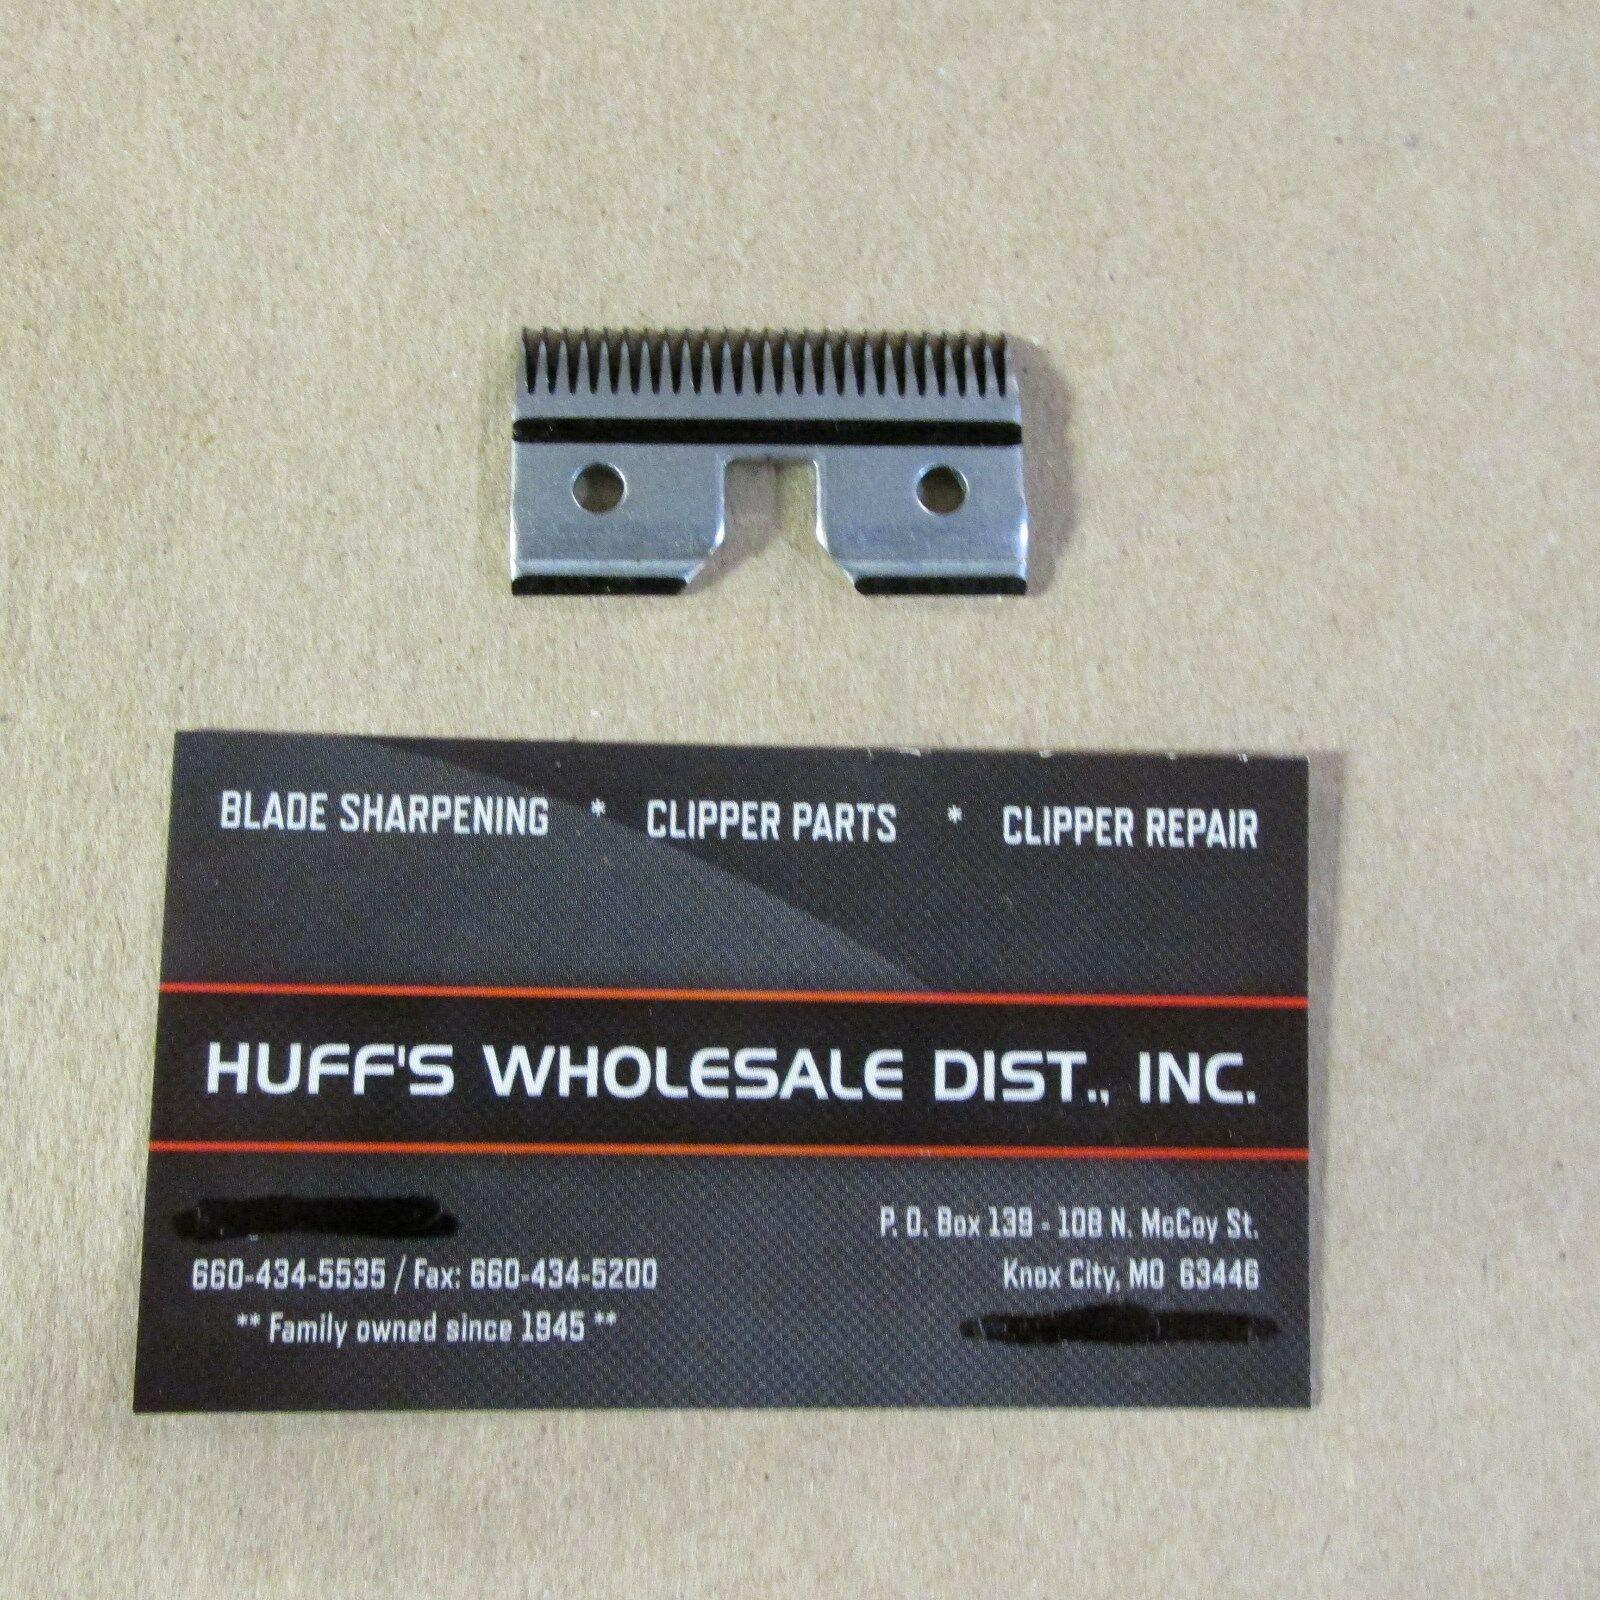 BLADE SHARPENING * CLIPPER PARTS * CLIPPER REPAIR
HUFF'S WHOLESALE DIST., INC.
660-434-5535 / Fax: 660-434-5200
** Family owned since 1945 **
P. O. Box 139 - 108 N. McCoy St.
Knox City, MO 63446